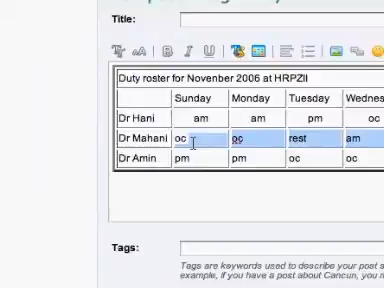 Title:
B I U
Duty roster for Novenber 2006 at HRPZII
Sunday Monday Tuesday Wednes
Dr Hani am am pm oc
Dr Mahani oc oc rest am
Dr Amin pm pm oc oc
Tags:
Tags are keywords used to describe your post s
example, if you have a post about Cancun, you n